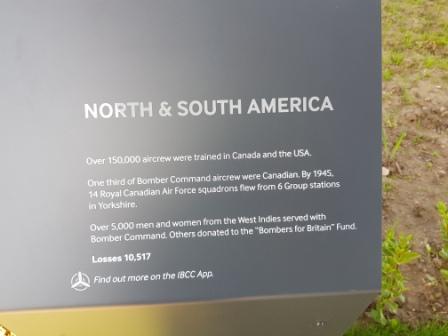 NORTH & SOUTH AMERICA
Over 150,000 aircrew were trained in Canada and the USA.
One third of Bomber Command aircrew were Canadian. By 1945,
14 Royal Canadian Air Force squadrons flew from 6 Group stations
in Yorkshire.
Over 5,000 men and women from the West Indies served with
Bomber Command. Others donated to the "Bombers for Britain" Fund.
Losses 10,517
Find out more on the IBCC App.